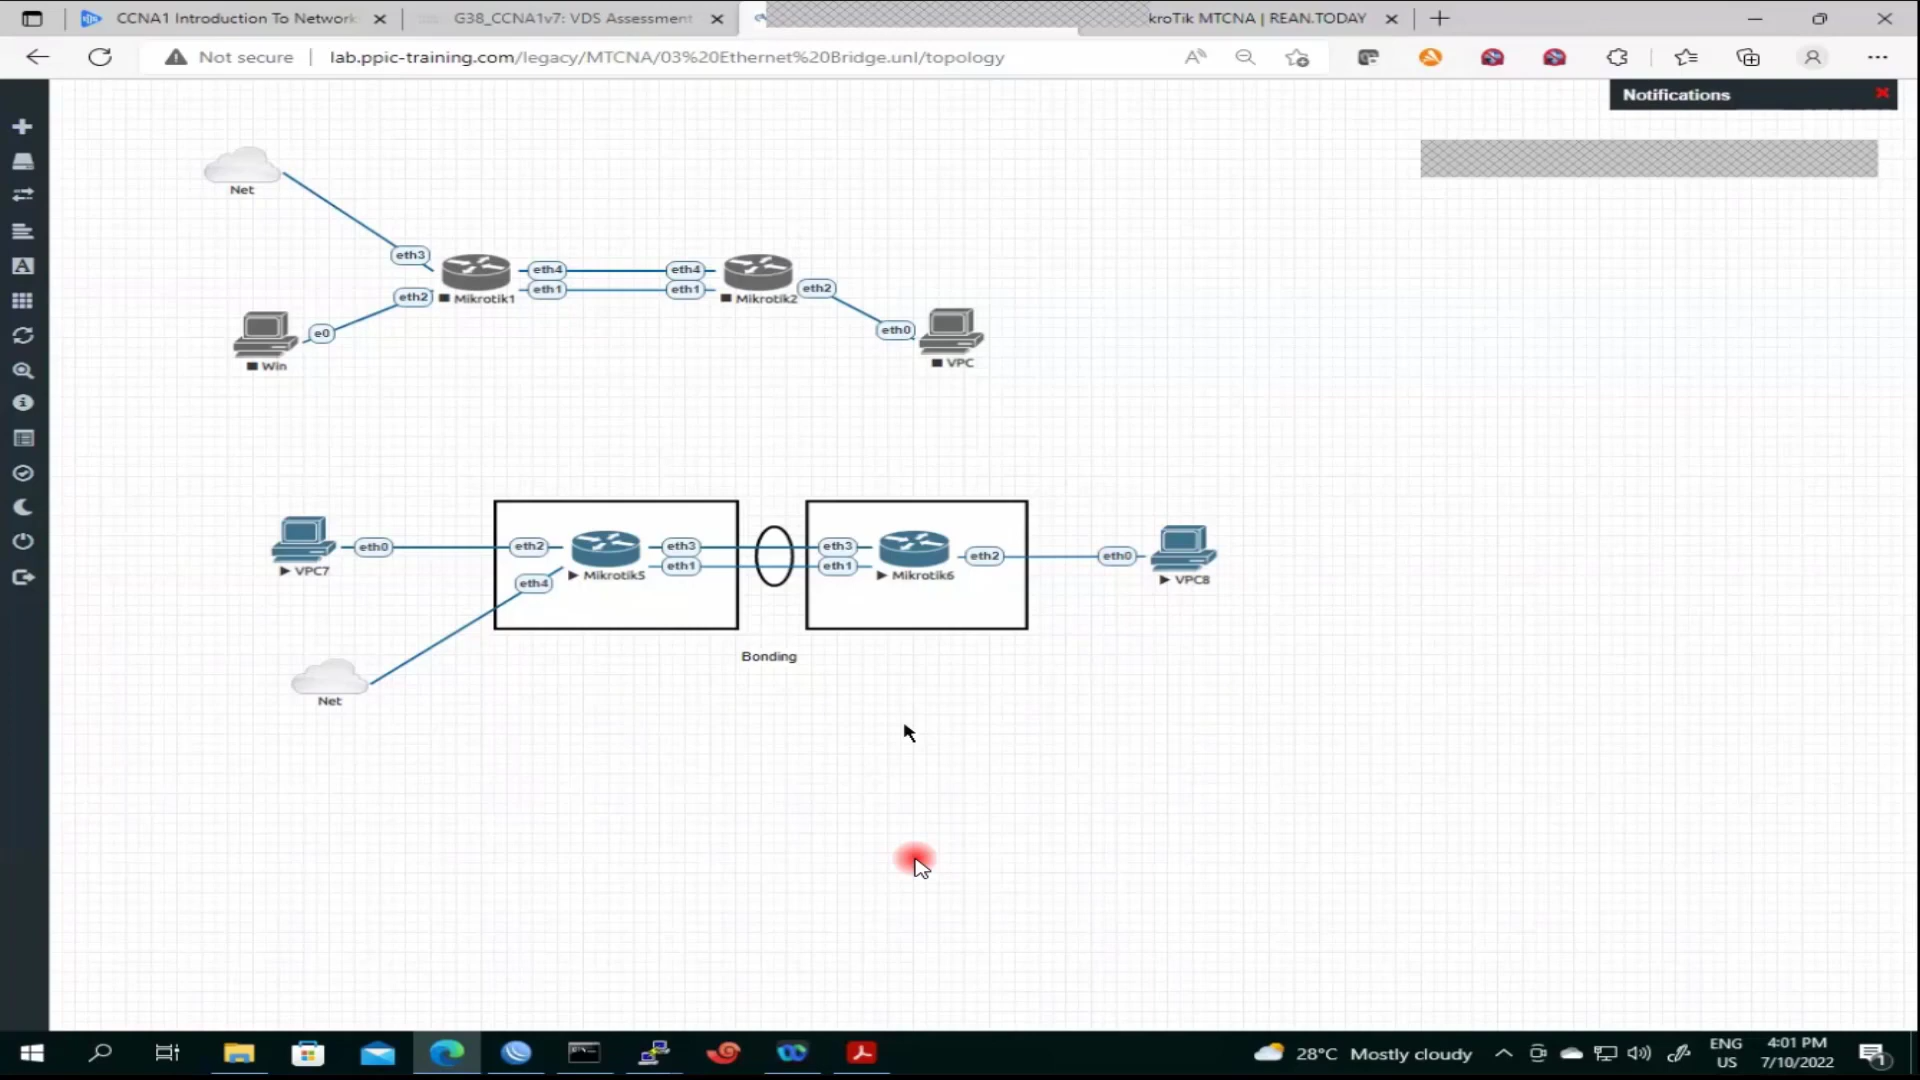 CCNA1 Introduction To Network
G38_CCNA1v7: VDS Assessment
kroTik MTCNA | REAN.TODAY
Not secure
lab.ppic-training.com/legacy/MTCNA/03%20Ethernet%20Bridge.unl/topology
Notifications
Net
eth3
eth4
eth4
eth2
Mikrotik1
eth1
eth1
Mikrotik2
eth2
e0
Win
eth0
VPC
VPC7
eth0
eth2
eth4
Mikrotik5
eth3
eth1
eth3
eth1
Mikrotik6
eth2
eth0
VPC8
Bonding
Net
28°C Mostly cloudy
ENG
US
4:01 PM
7/10/2022
1